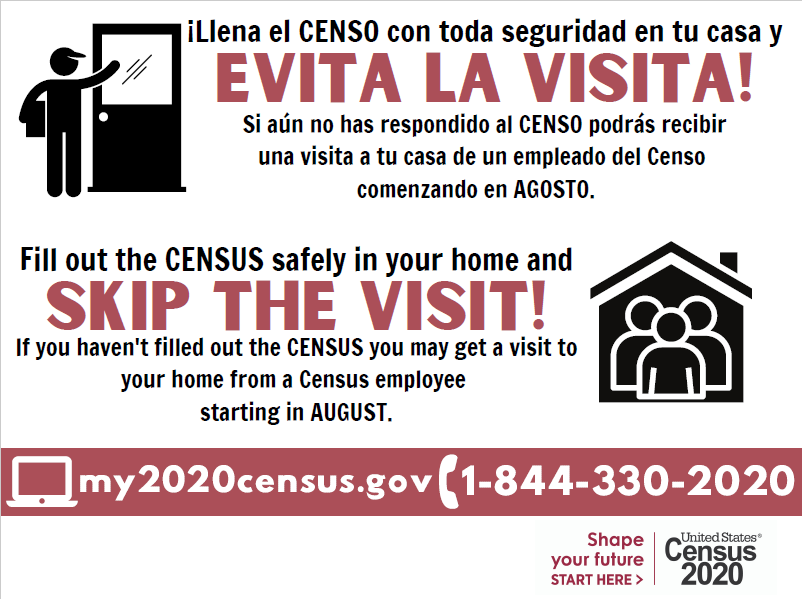 ¡Llena el CENSO con toda seguridad en tu casa y
EVITA LA VISITA!
Si aún no has respondido al CENSO podrás recibir
una visita a tu casa de un empleado del Censo
comenzando en AGOSTO.
Fill out the CENSUS safely in your home and
SKIP THE VISIT!
If you haven't filled out the CENSUS you may get a visit to
your home from a Census employee
starting in AUGUST.
my2020census.gov 1-844-330-2020
Shape
your future
START HERE >
United States®
Census
2020